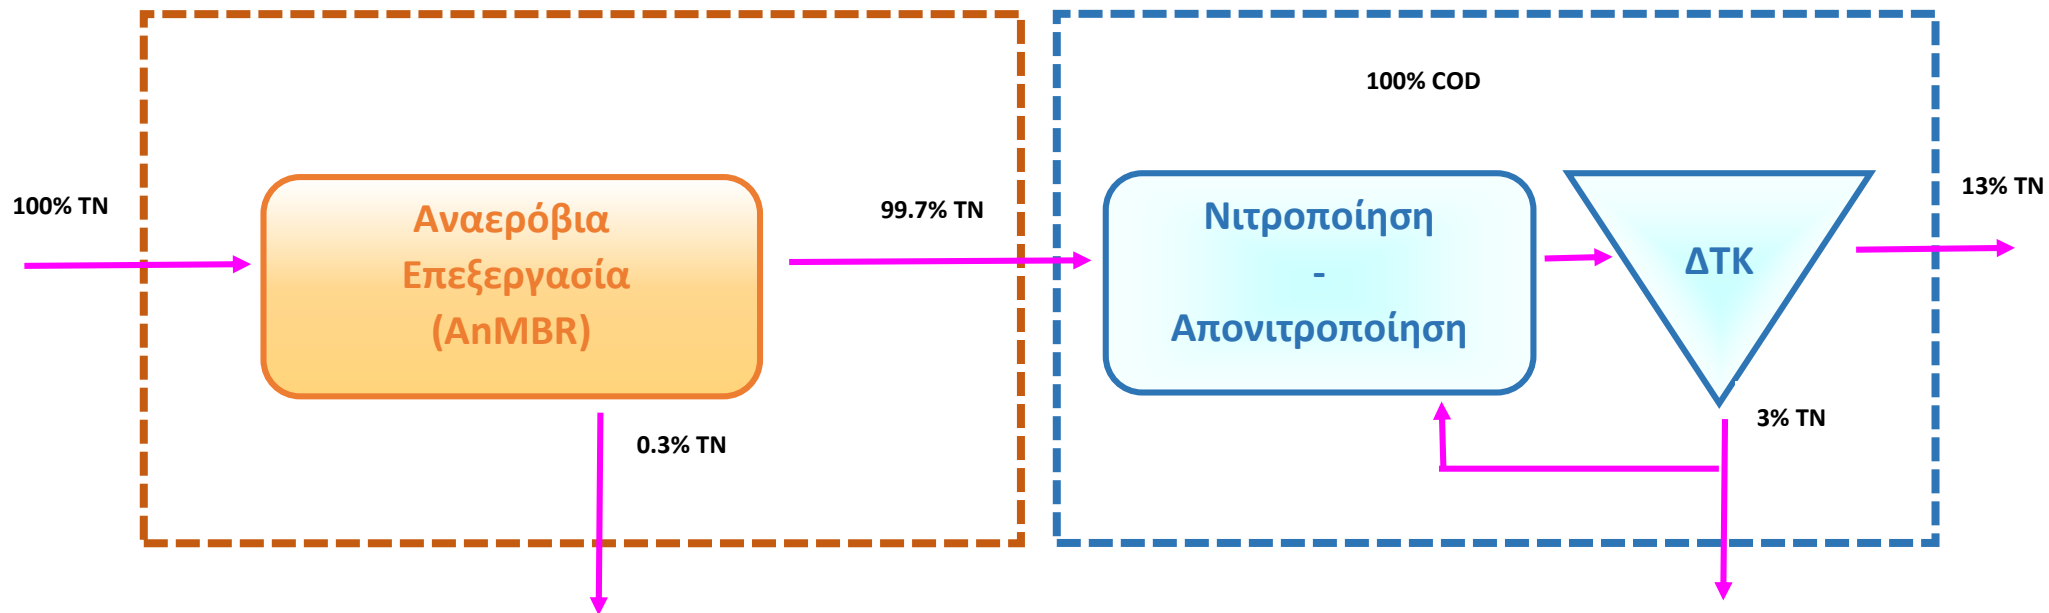 100% COD
100% TN
Αναερόβια
Επεξεργασία
(AnMBR)
99.7% TN
Νιτροποίηση
-
Απονιτροποίηση
ΔΤΚ
13% TN
0.3% TN
3% TN